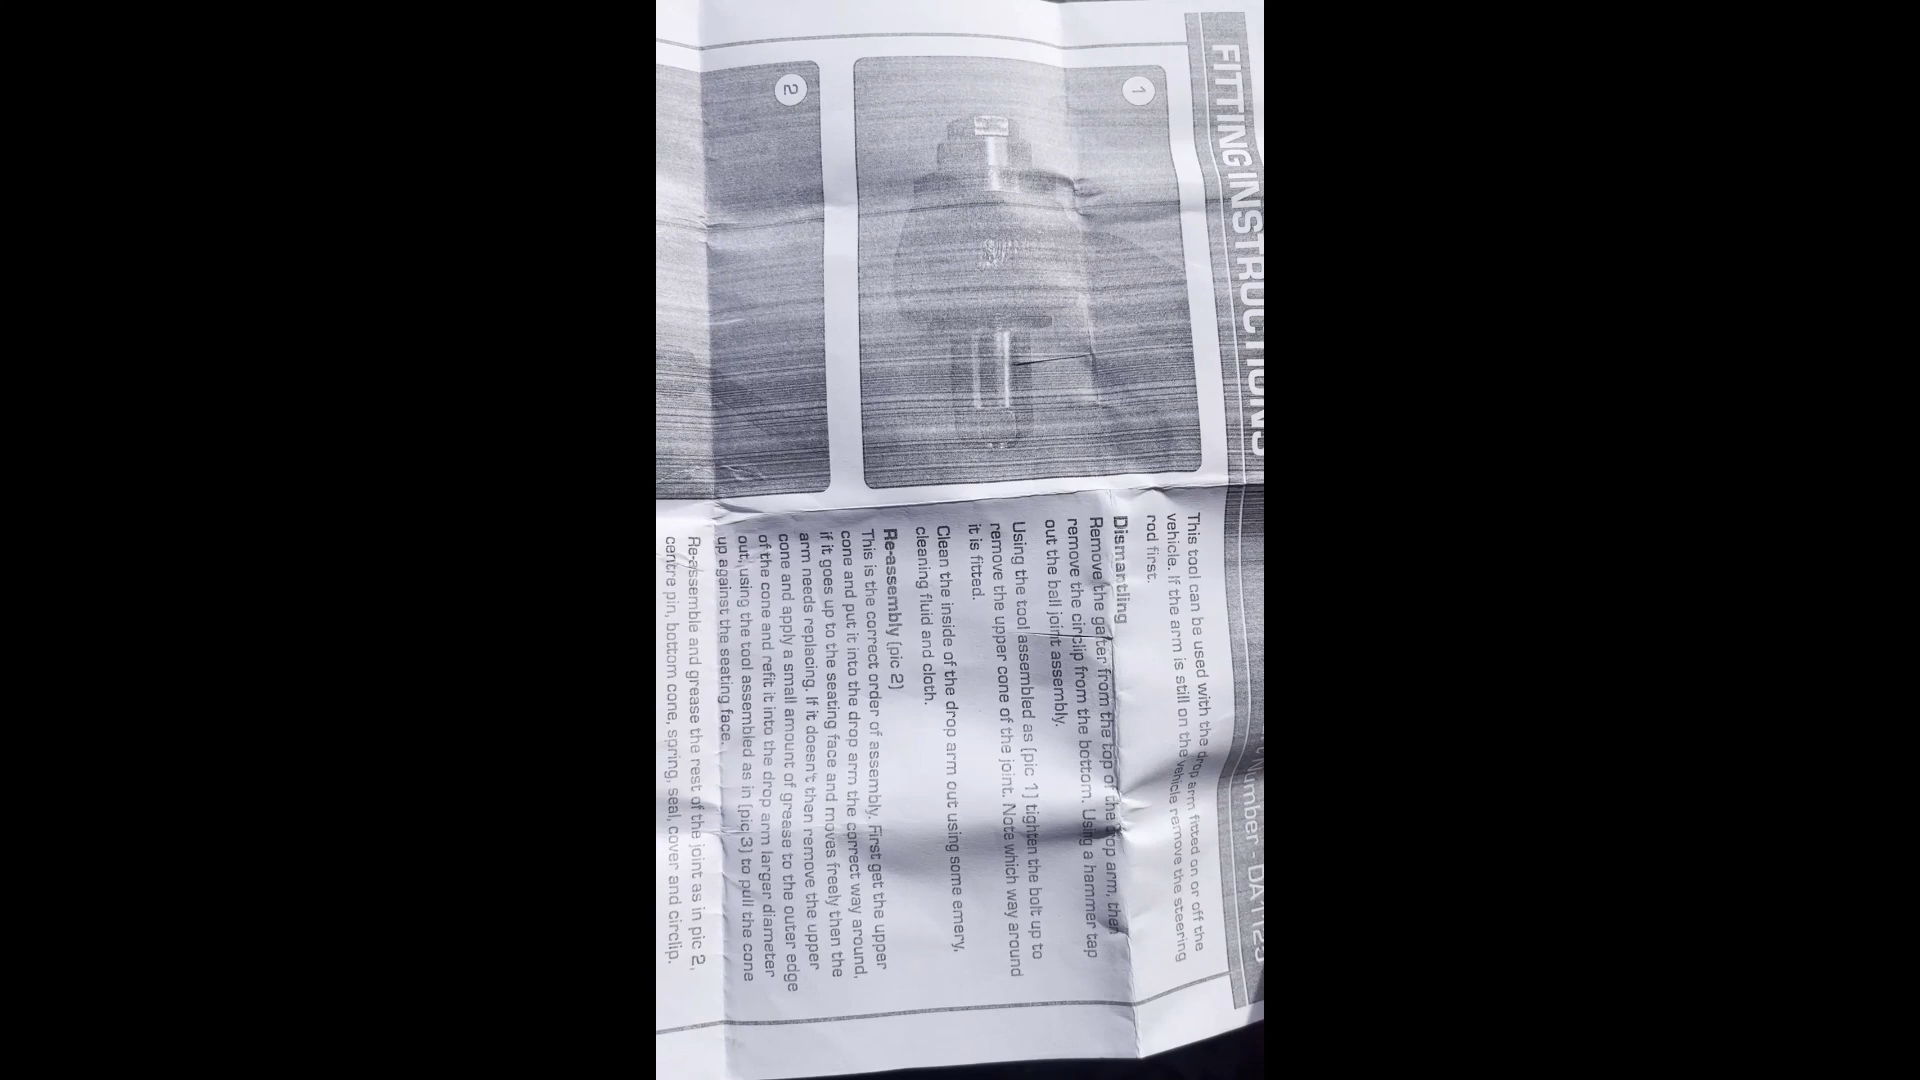 FITTING INSTRUCTIONS
Number - DA1123
1
This tool can be used with the drop arm fitted on or off the
vehicle. If the arm is still on the vehicle remove the steering
rod first.
Dismantling
Remove the gaiter from the top of the drop arm, then
remove the circlip from the bottom. Using a hammer tap
out the ball joint assembly.
Using the tool assembled as (pic 1) tighten the bolt up to
remove the upper cone of the joint. Note which way around
it is fitted.
Clean the inside of the drop arm out using some emery,
cleaning fluid and cloth.
2
Re-assembly (pic 2)
This is the correct order of assembly. First get the upper
cone and put it into the drop arm the correct way around,
if it goes up to the seating face and moves freely then the
arm needs replacing. If it doesn't then remove the upper
cone and apply a small amount of grease to the outer edge
of the cone and refit it into the drop arm larger diameter
out, using the tool assembled as in (pic 3) to pull the cone
up against the seating face.
Re-assemble and grease the rest of the joint as in pic 2,
centre pin, bottom cone, spring, seal, cover and circlip.